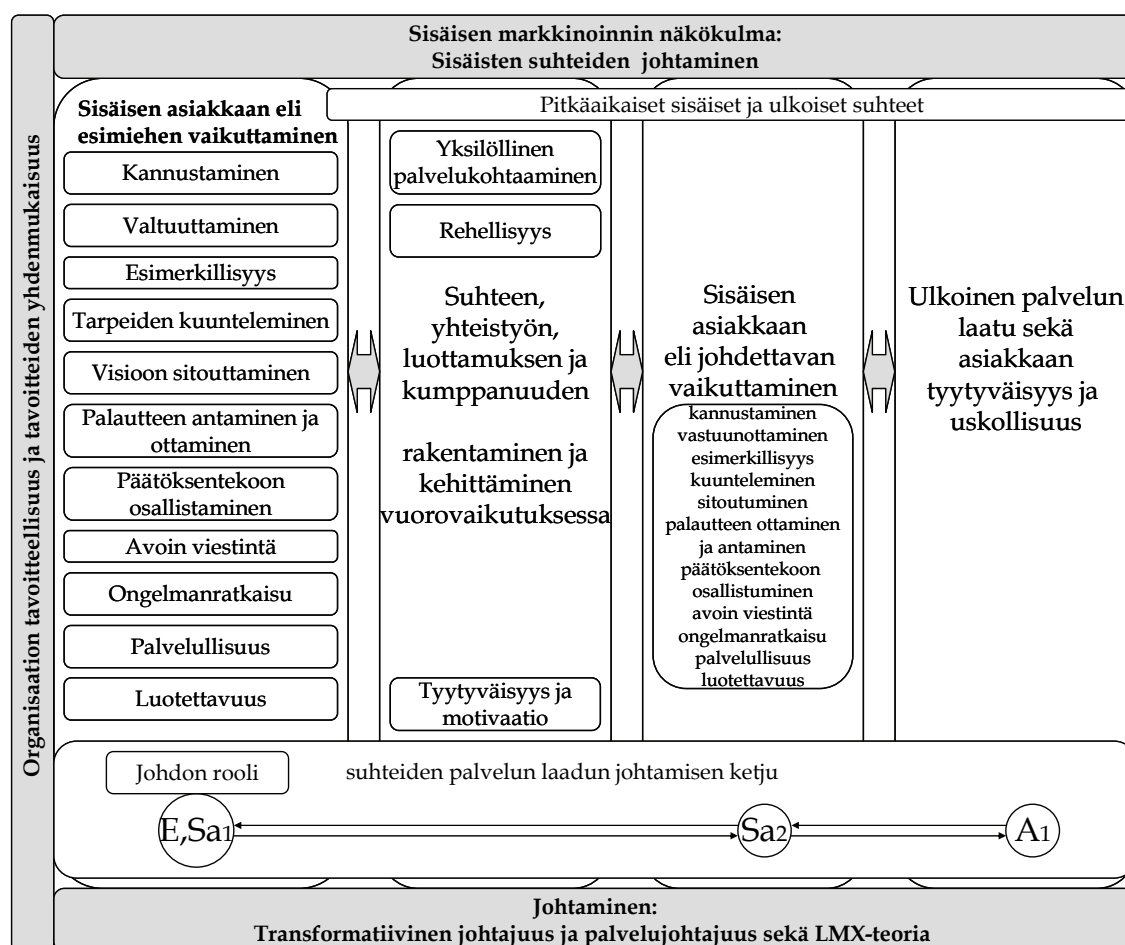 Sisäisen markkinoinnin näkökulma:
Sisäisten suhteiden johtaminen
Organisaation tavoitteellisuus ja tavoitteiden yhdenmukaisuus
Pitkäaikaiset sisäiset ja ulkoiset suhteet
Sisäisen asiakkaan eli
esimiehen vaikuttaminen
Kannustaminen
Valtuuttaminen
Esimerkillisyys
Tarpeiden kuunteleminen
Visioon sitouttaminen
Palautteen antaminen ja
ottaminen
Päätöksentekoon
osallistaminen
Avoin viestintä
Ongelmanratkaisu
Palvelullisuus
Luotettavuus
Yksilöllinen
palvelukohtaaminen
Rehellisyys
Suhteen,
yhteistyön,
luottamuksen ja
kumppanuuden
rakentaminen ja
kehittäminen
vuorovaikutuksessa
Tyytyväisyys ja
motivaatio
Sisäisen
asiakkaan
eli johdettavan
vaikuttaminen
kannustaminen
vastuunottaminen
esimerkillisyys
kuunteleminen
sitoutuminen
palautteen ottaminen
ja antaminen
päätöksentekoon
osallistuminen
avoin viestintä
ongelmanratkaisu
palvelullisuus
luotettavuus
Ulkoinen palvelun
laatu sekä
asiakkaan
tyytyväisyys ja
uskollisuus
Johdon rooli
suhteiden palvelun laadun johtamisen ketju
E,Sa1
Sa2
A1
Johtaminen:
Transformatiivinen johtajuus ja palvelujohtajuus sekä LMX-teoria